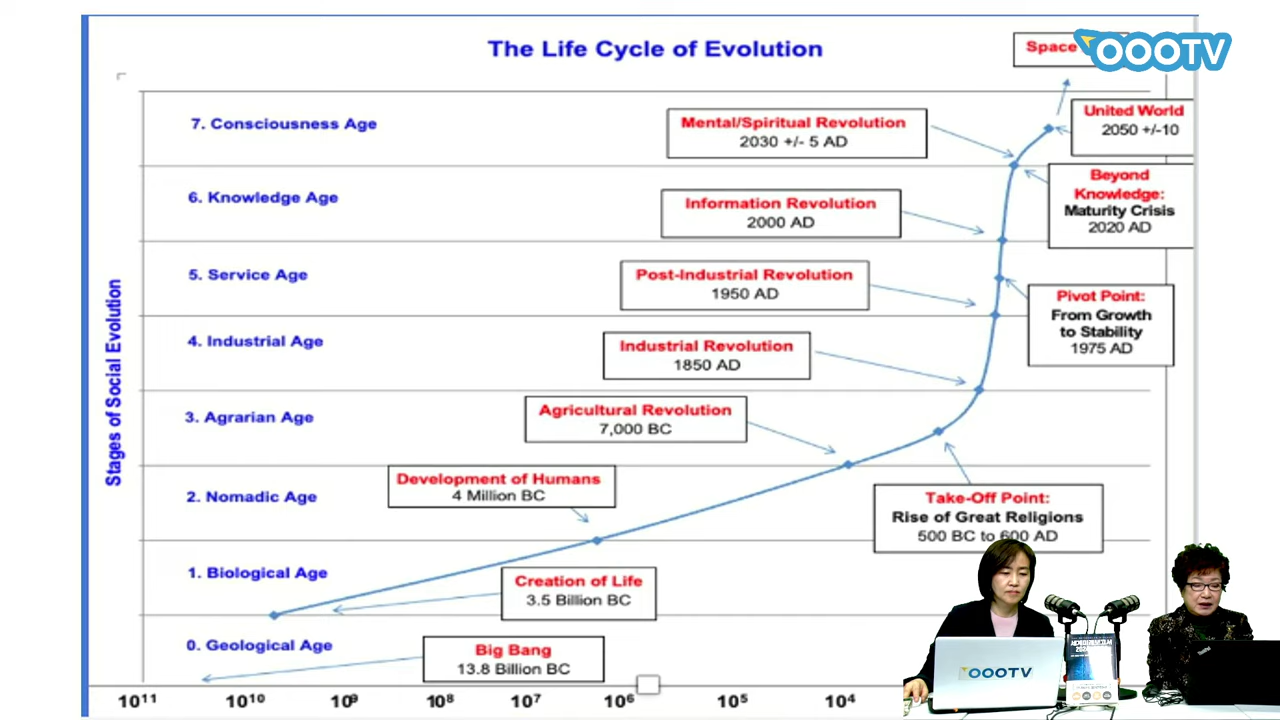 The Life Cycle of Evolution
Space
OOOTV
7. Consciousness Age
Mental/Spiritual Revolution
2030 +/- 5 AD
United World
2050 +/-10
6. Knowledge Age
Information Revolution
2000 AD
Beyond
Knowledge:
Maturity Crisis
2020 AD
5. Service Age
Post-Industrial Revolution
1950 AD
Pivot Point:
From Growth
to Stability
1975 AD
4. Industrial Age
Industrial Revolution
1850 AD
3. Agrarian Age
Agricultural Revolution
7,000 BC
2. Nomadic Age
Development of Humans
4 Million BC
Take-Off Point:
Rise of Great Religions
500 BC to 600 AD
1. Biological Age
Creation of Life
3.5 Billion BC
0. Geological Age
Big Bang
13.8 Billion BC
Stages of Social Evolution
10¹¹ 10¹⁰ 10⁹ 10⁸ 10⁷ 10⁶ 10⁵ 10⁴
OOOTV
ThinkPad